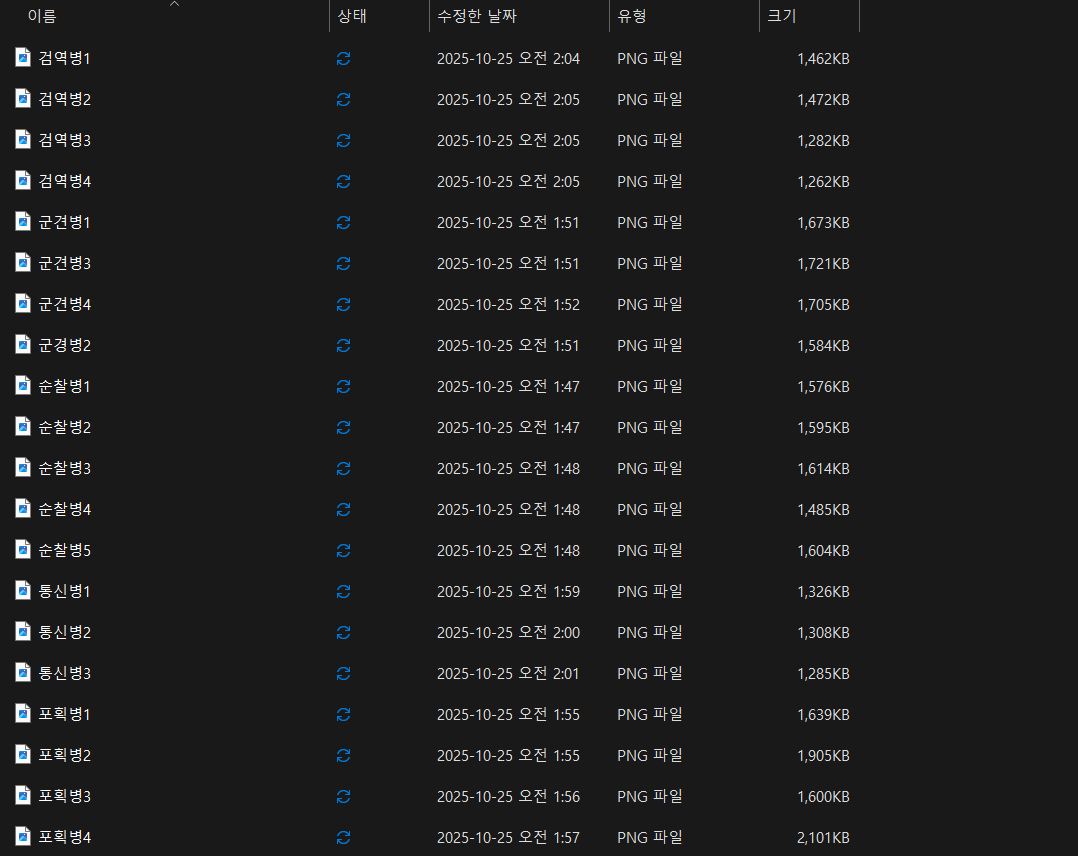 이름 상태 수정한 날짜 유형 크기
검역병1 2025-10-25 오전 2:04 PNG 파일 1,462KB
검역병2 2025-10-25 오전 2:05 PNG 파일 1,472KB
검역병3 2025-10-25 오전 2:05 PNG 파일 1,282KB
검역병4 2025-10-25 오전 2:05 PNG 파일 1,262KB
군견병1 2025-10-25 오전 1:51 PNG 파일 1,673KB
군견병3 2025-10-25 오전 1:51 PNG 파일 1,721KB
군견병4 2025-10-25 오전 1:52 PNG 파일 1,705KB
군경병2 2025-10-25 오전 1:51 PNG 파일 1,584KB
순찰병1 2025-10-25 오전 1:47 PNG 파일 1,576KB
순찰병2 2025-10-25 오전 1:47 PNG 파일 1,595KB
순찰병3 2025-10-25 오전 1:48 PNG 파일 1,614KB
순찰병4 2025-10-25 오전 1:48 PNG 파일 1,485KB
순찰병5 2025-10-25 오전 1:48 PNG 파일 1,604KB
통신병1 2025-10-25 오전 1:59 PNG 파일 1,326KB
통신병2 2025-10-25 오전 2:00 PNG 파일 1,308KB
통신병3 2025-10-25 오전 2:01 PNG 파일 1,285KB
포획병1 2025-10-25 오전 1:55 PNG 파일 1,639KB
포획병2 2025-10-25 오전 1:55 PNG 파일 1,905KB
포획병3 2025-10-25 오전 1:56 PNG 파일 1,600KB
포획병4 2025-10-25 오전 1:57 PNG 파일 2,101KB